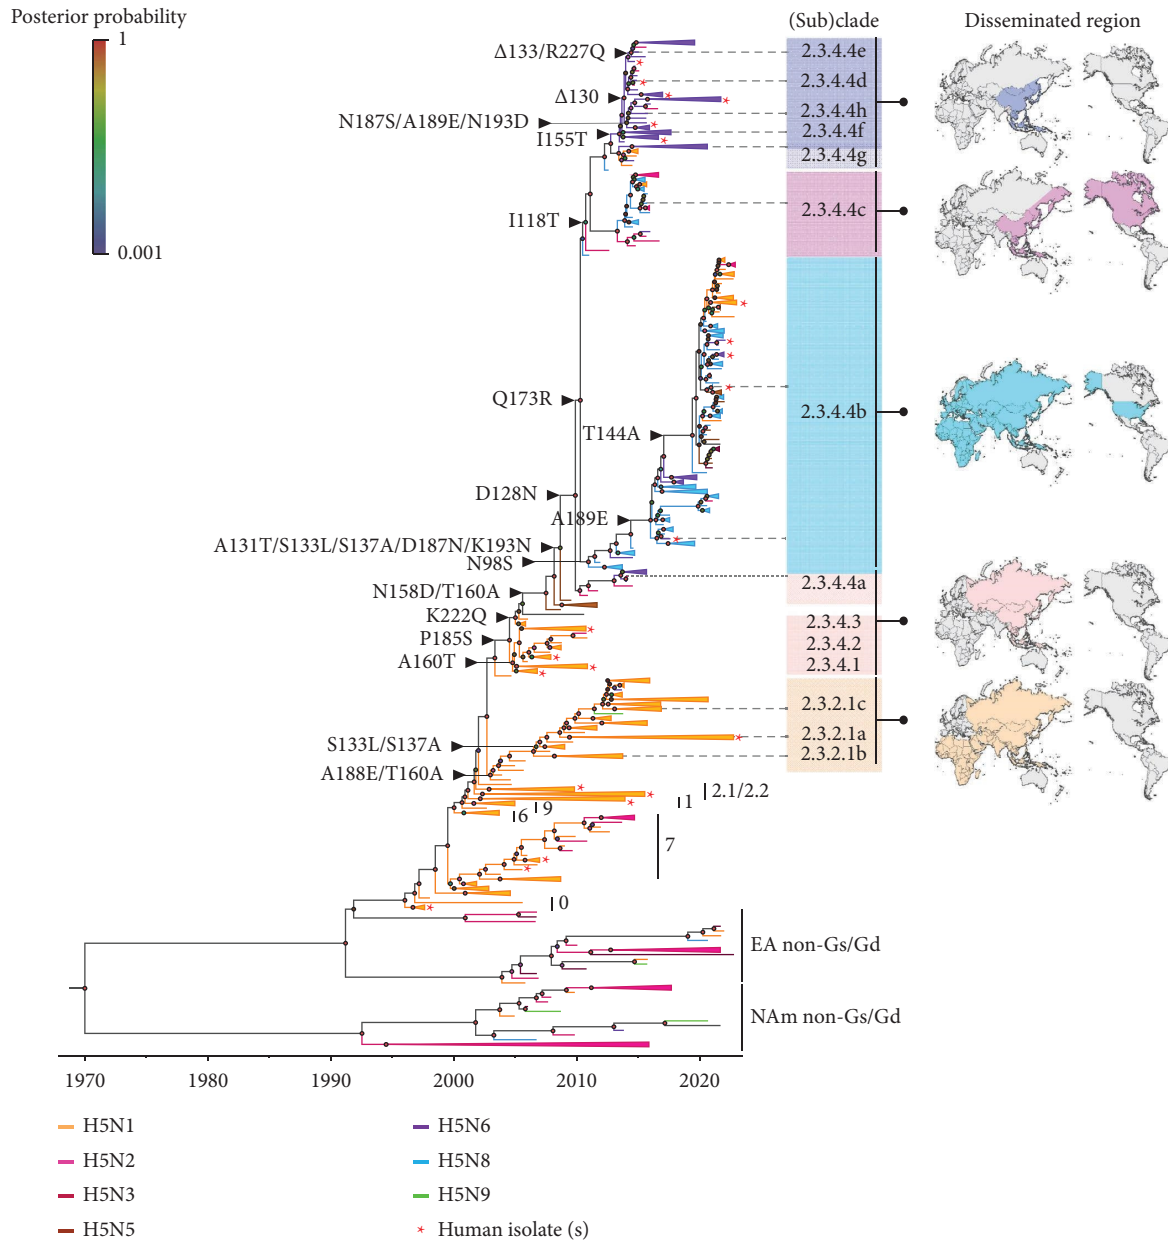 Posterior probability
1
0.001
(Sub)clade
Disseminated region
Δ133/R227Q
Δ130
N187S/A189E/N193D
I155T
I118T
Q173R
T144A
D128N
A189E
A131T/S133L/S137A/D187N/K193N
N98S
N158D/T160A
K222Q
P185S
A160T
S133L/S137A
A188E/T160A
2.3.4.4e
2.3.4.4d
2.3.4.4h
2.3.4.4f
2.3.4.4g
2.3.4.4c
2.3.4.4b
2.3.4.4a
2.3.4.3
2.3.4.2
2.3.4.1
2.3.2.1c
2.3.2.1a
2.3.2.1b
2.1/2.2
1
9
6
7
0
EA non-Gs/Gd
NAm non-Gs/Gd
1970 1980 1990 2000 2010 2020
H5N1
H5N2
H5N3
H5N5
H5N6
H5N8
H5N9
* Human isolate (s)